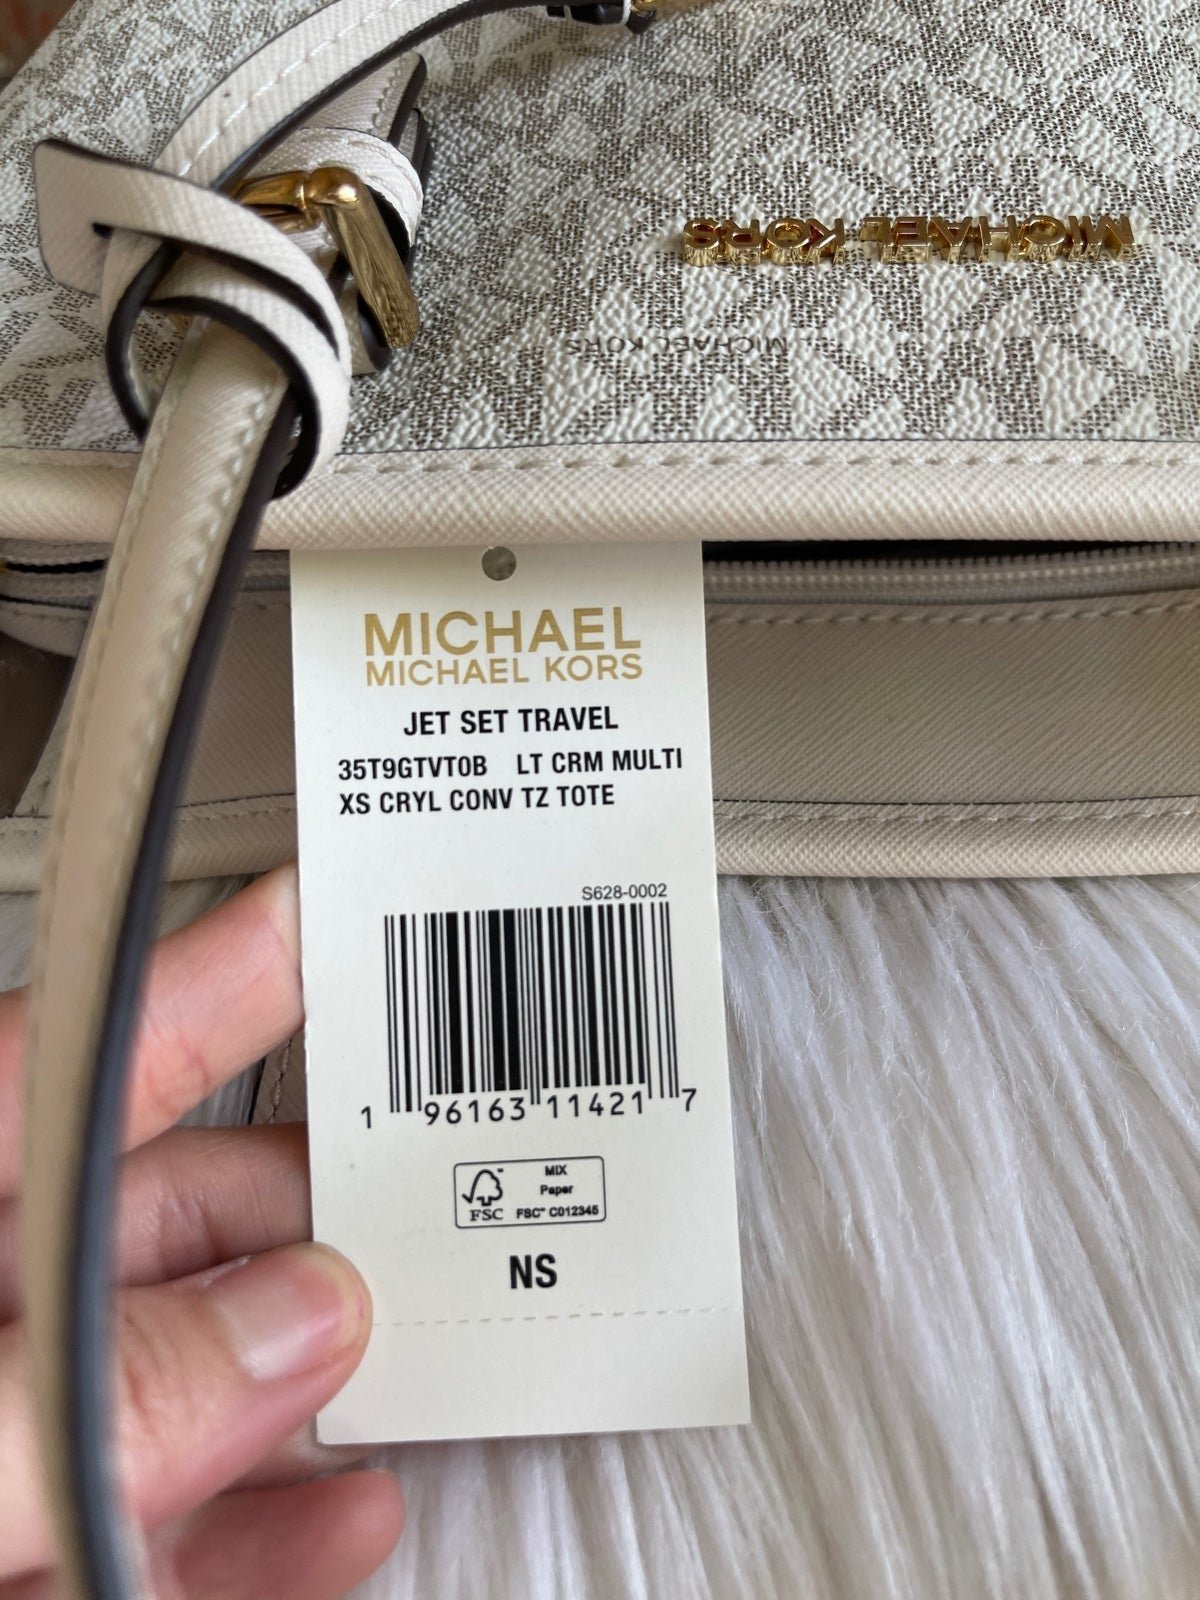 MICHAEL KORS
MICHAEL KORS
MICHAEL
MICHAEL KORS
JET SET TRAVEL
35T9GTVT0B LT CRM MULTI
XS CRYL CONV TZ TOTE
S628-0002
1 96163 11421 7
MIX
Paper
FSC™ C012345
FSC
NS